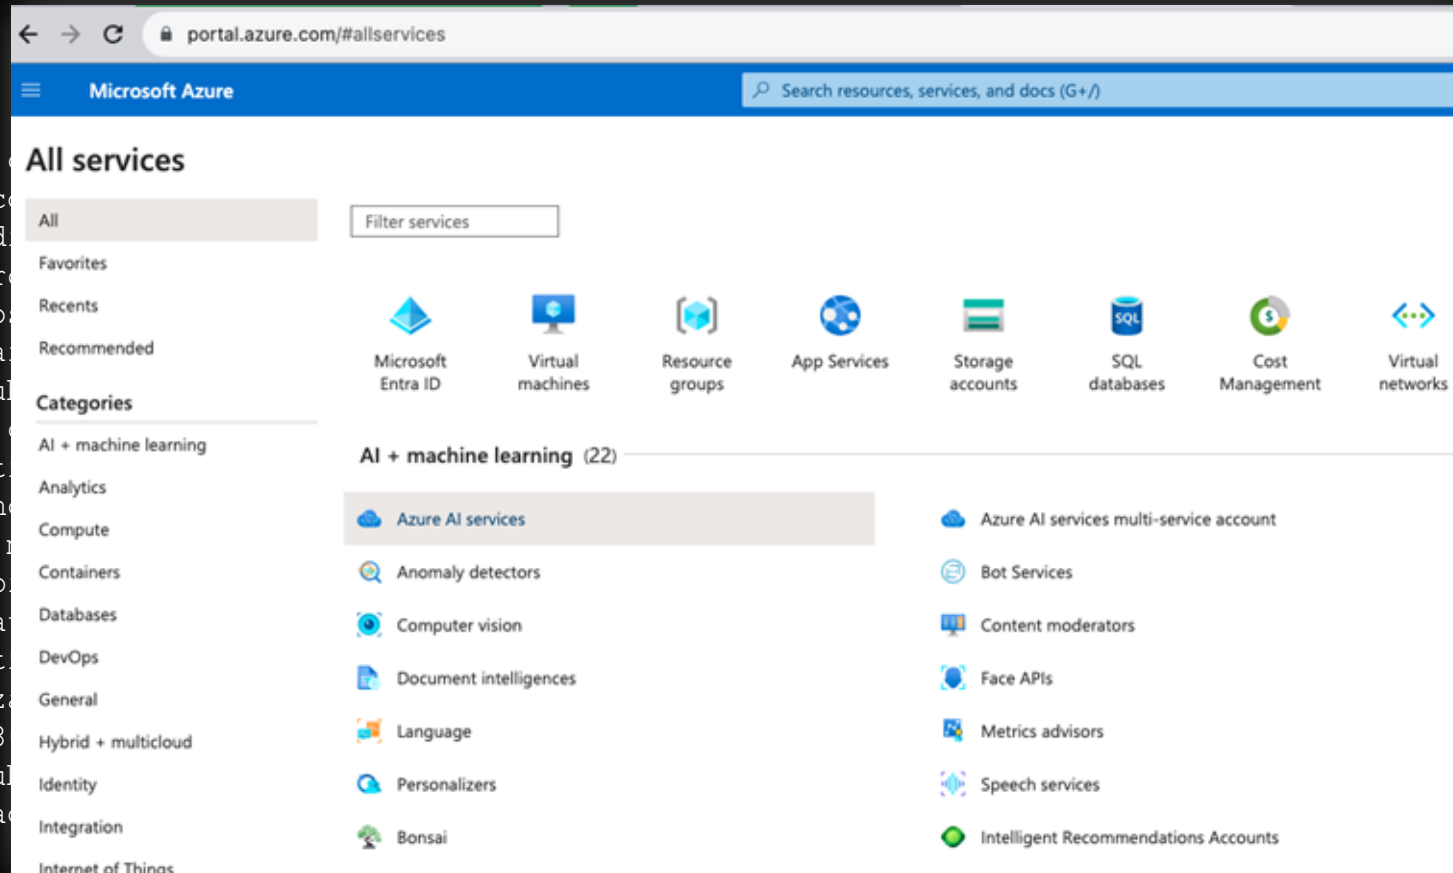 portal.azure.com/#allservices
Microsoft Azure
Search resources, services, and docs (G+/)
All services
All
Filter services
Favorites
Recents
Recommended
Microsoft
Entra ID
Virtual
machines
Resource
groups
App Services
Storage
accounts
SQL
SQL
databases
$
Cost
Management
Virtual
networks
Categories
AI + machine learning
Analytics
Compute
Containers
Databases
DevOps
General
Hybrid + multicloud
Identity
Integration
Internet of Things
AI + machine learning (22)
Azure AI services
Azure AI services multi-service account
Anomaly detectors
Bot Services
Computer vision
Content moderators
Document intelligences
Face APIs
Language
Metrics advisors
Personalizers
Speech services
Bonsai
Intelligent Recommendations Accounts